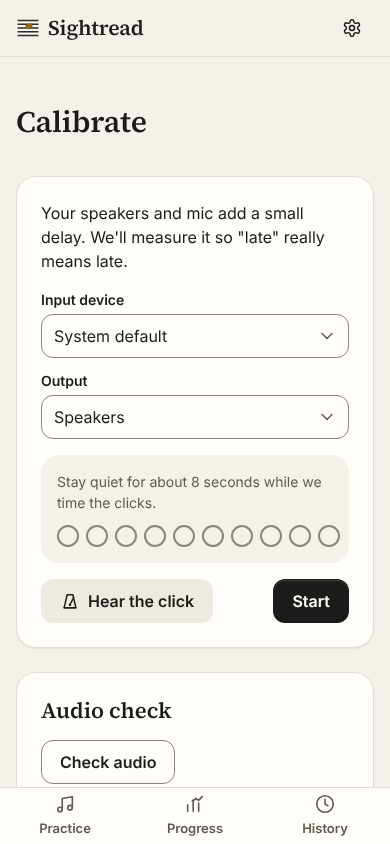 Sightread
Calibrate
Your speakers and mic add a small
delay. We'll measure it so "late" really
means late.
Input device
System default
Output
Speakers
Stay quiet for about 8 seconds while we
time the clicks.
Hear the click
Start
Audio check
Check audio
Practice
Progress
History